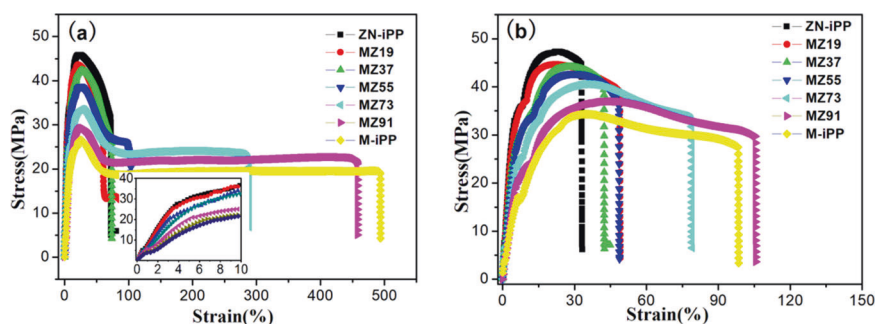 (a)
ZN-iPP
MZ19
MZ37
MZ55
MZ73
MZ91
M-iPP
Stress(MPa)
50
40
30
20
10
0
40
30
20
10
0 2 4 6 8 10
0 100 200 300 400 500
Strain(%)
(b)
ZN-iPP
MZ19
MZ37
MZ55
MZ73
MZ91
M-iPP
Stress(MPa)
50
40
30
20
10
0
0 30 60 90 120 150
Strain(%)